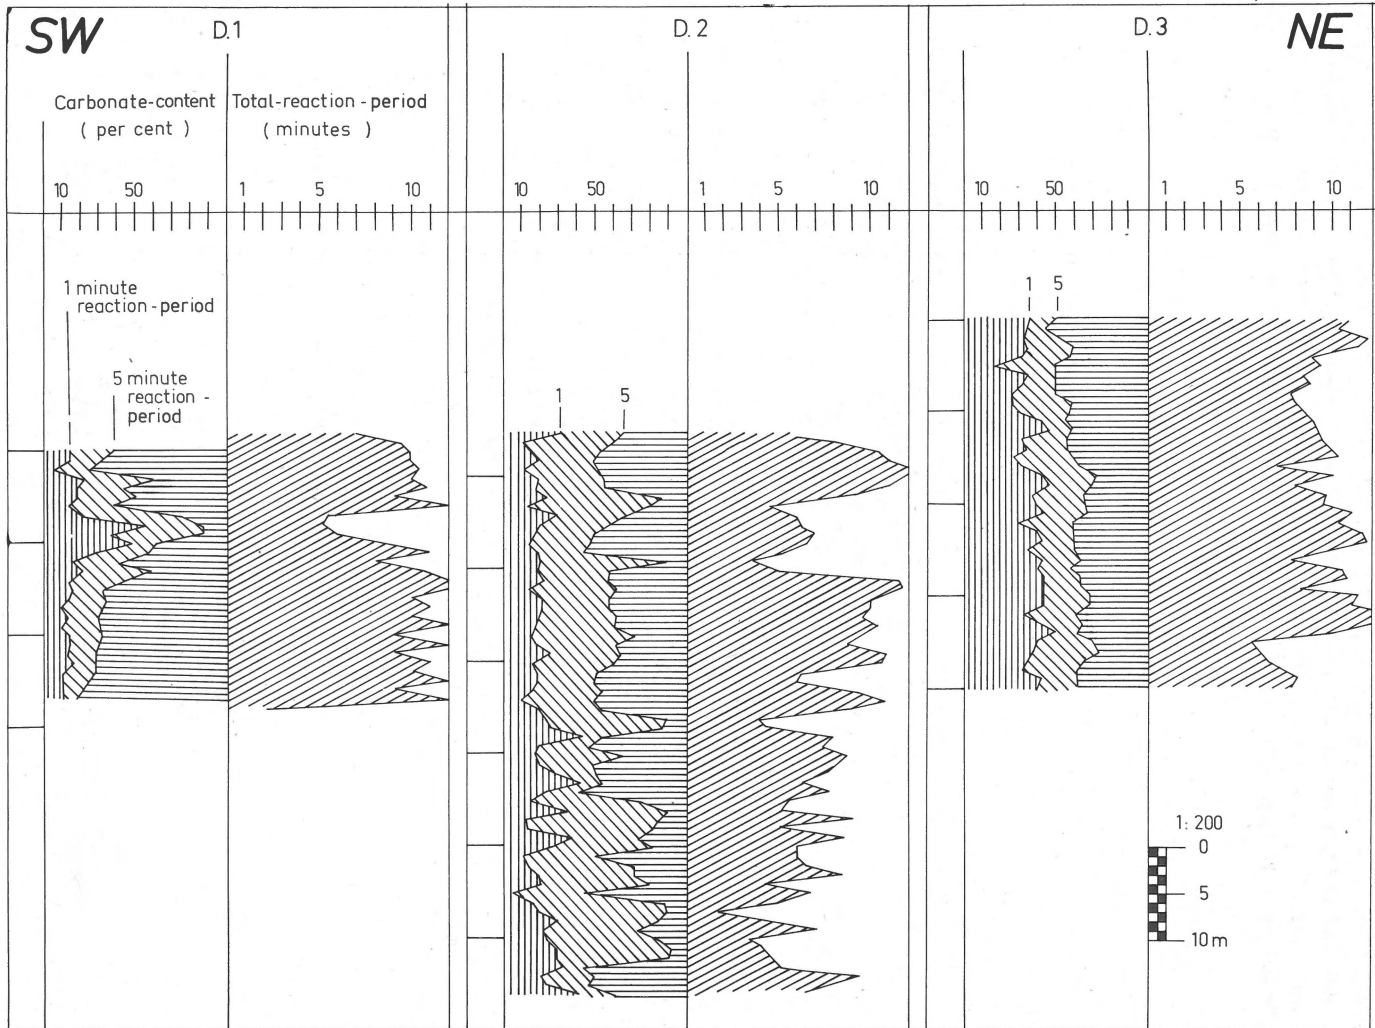 SW
D.1
D. 2
D. 3
NE
Carbonate-content
( per cent )
Total-reaction-period
( minutes )
10 50 1 5 10
10 50 1 5 10
10 50 1 5 10
1 minute
reaction-period
5 minute
reaction-
period
1 5
1 5
1: 200
0
5
10 m